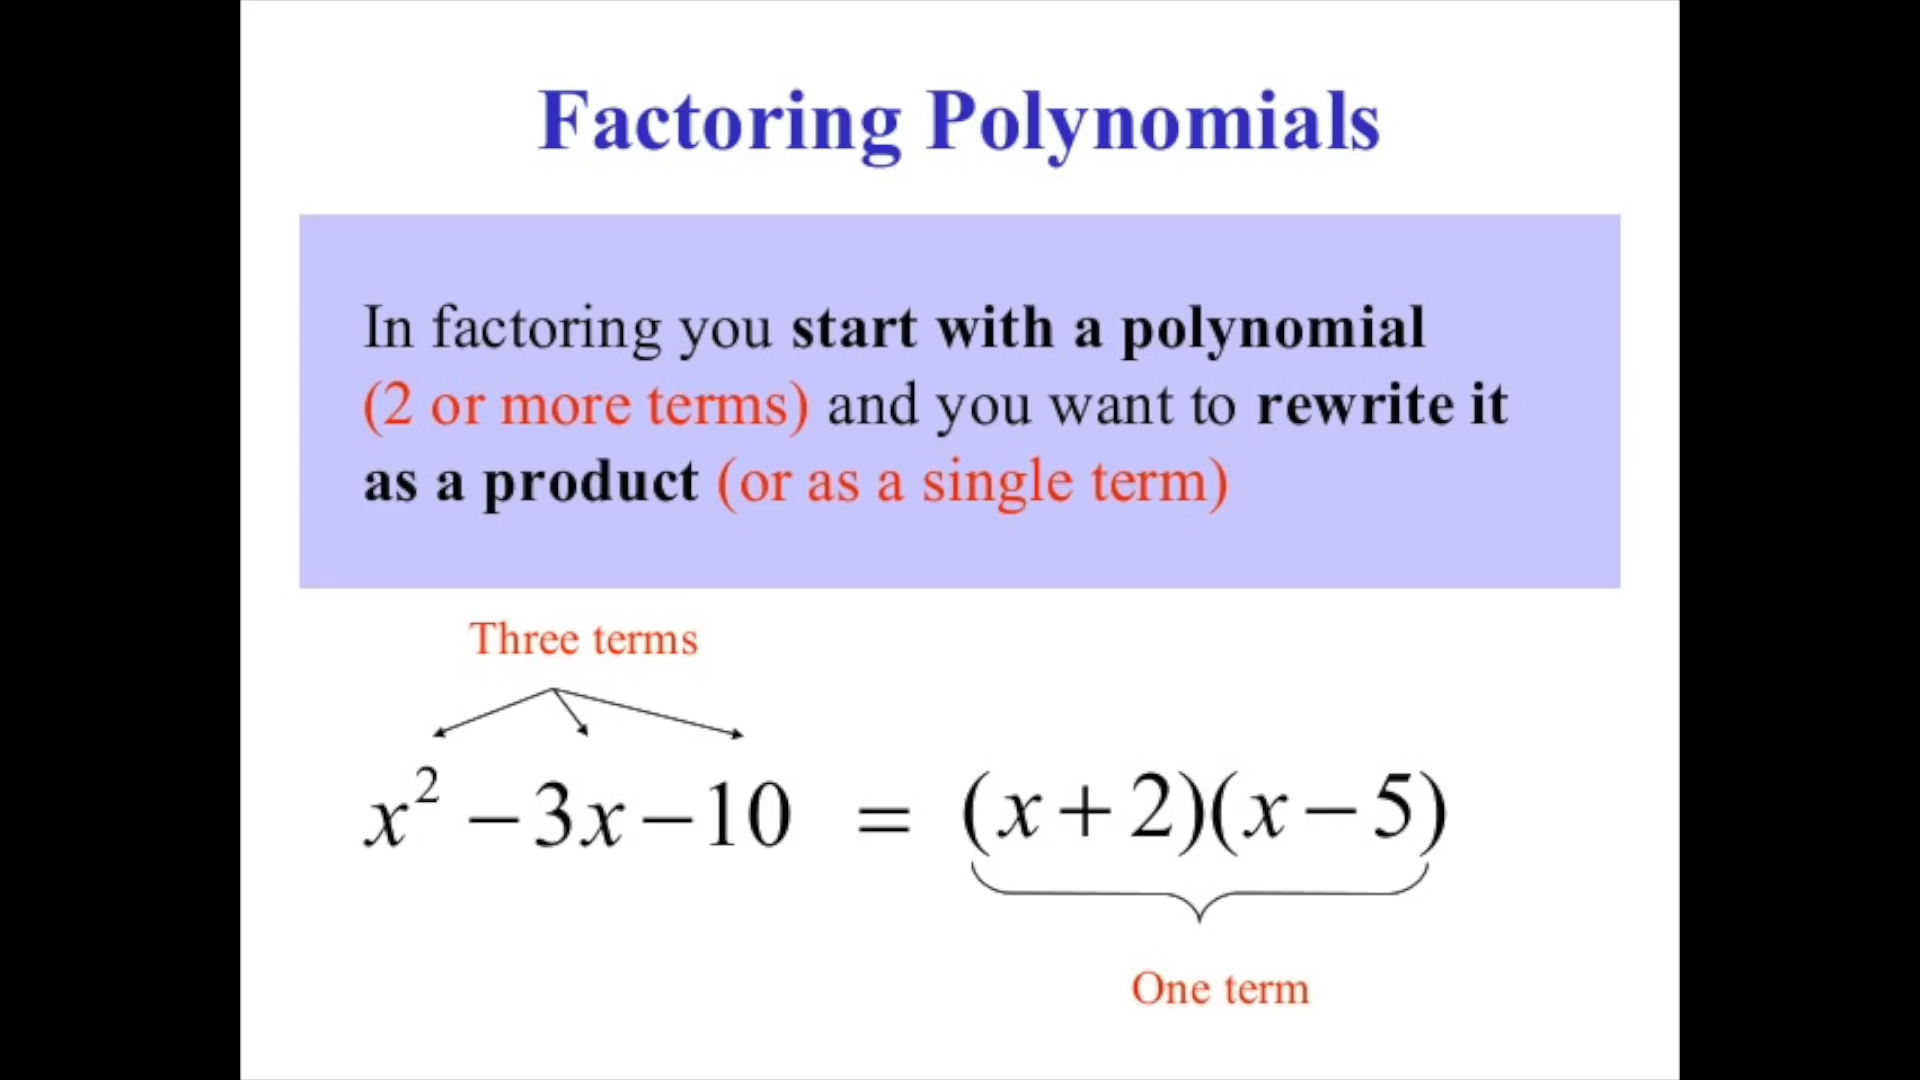 Factoring Polynomials
In factoring you start with a polynomial
(2 or more terms) and you want to rewrite it
as a product (or as a single term)
Three terms
x² − 3x − 10 = (x + 2)(x − 5)
One term